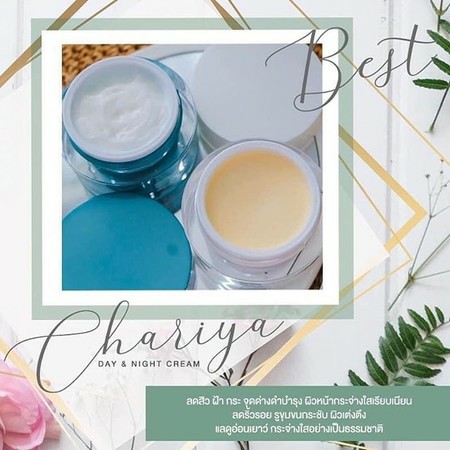 Best
Chariya
DAY & NIGHT CREAM
ลดสิว ฝ้า กระ จุดด่างดำบำรุง ผิวหน้ากระจ่างใสเรียบเนียน
ลดริ้วรอย รูขุมขนกระชับ ผิวเต่งตึง
แลดูอ่อนเยาว์ กระจ่างใสอย่างเป็นธรรมชาติ